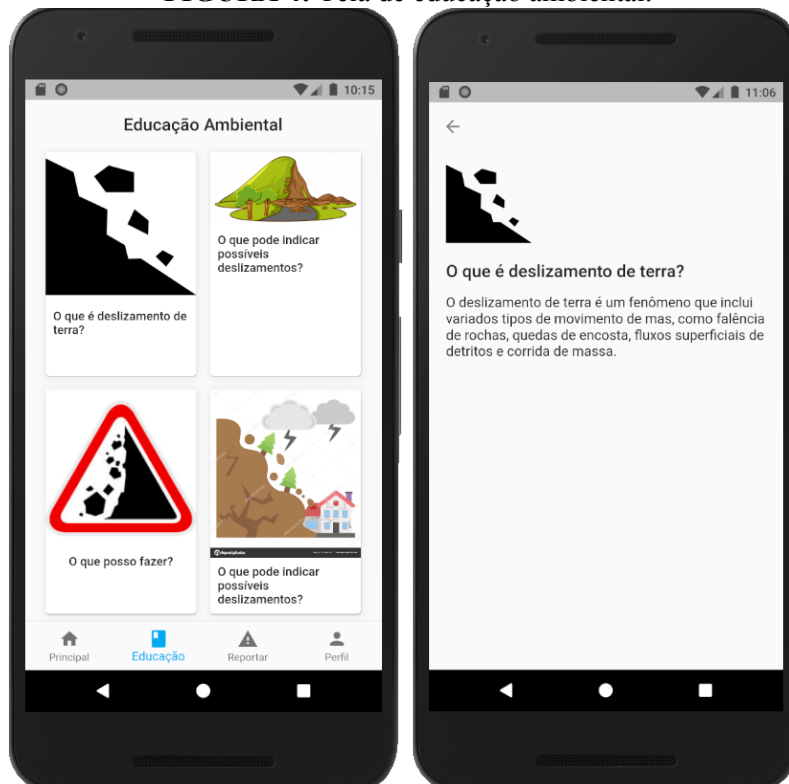 FIGURA 4: Tela de educação ambiental.
10:15
Educação Ambiental
O que é deslizamento de
terra?
O que pode indicar
possíveis
deslizamentos?
O que posso fazer?
depositphotos
O que pode indicar
possíveis
deslizamentos?
Principal
Educação
Reportar
Perfil
11:06
O que é deslizamento de terra?
O deslizamento de terra é um fenômeno que inclui
variados tipos de movimento de mas, como falência
de rochas, quedas de encosta, fluxos superficiais de
detritos e corrida de massa.